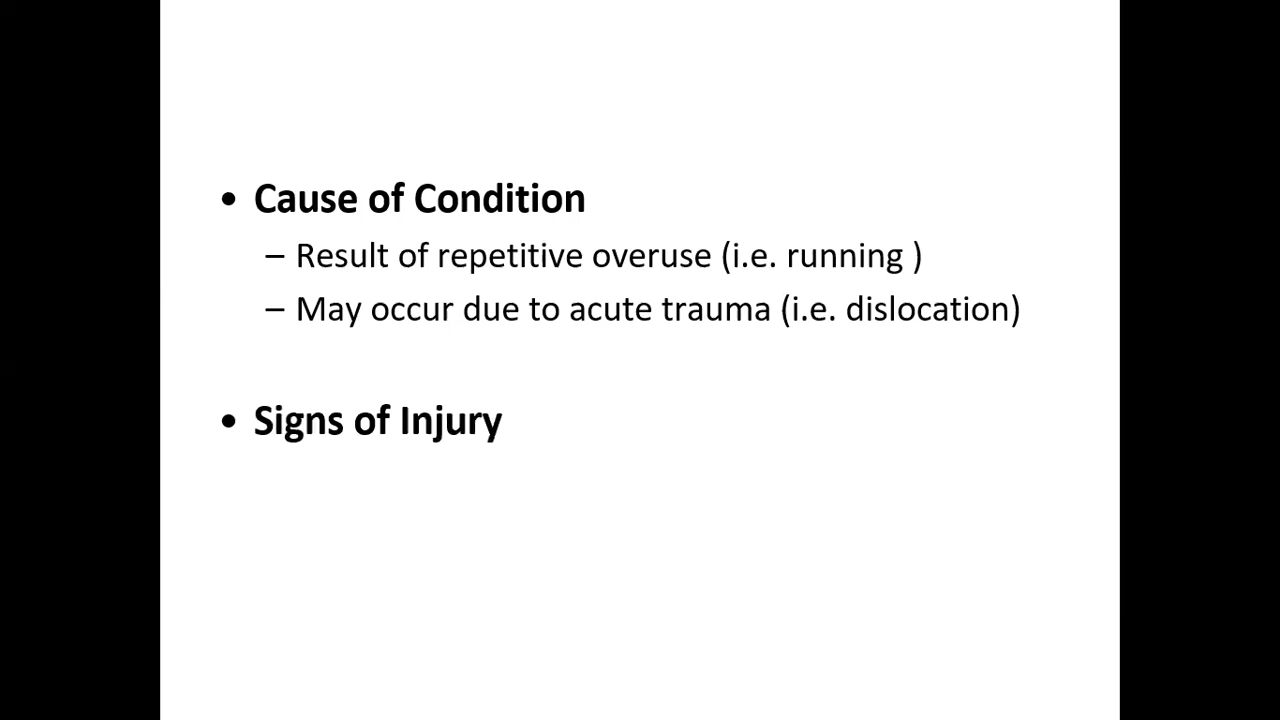 • Cause of Condition
– Result of repetitive overuse (i.e. running )
– May occur due to acute trauma (i.e. dislocation)
• Signs of Injury